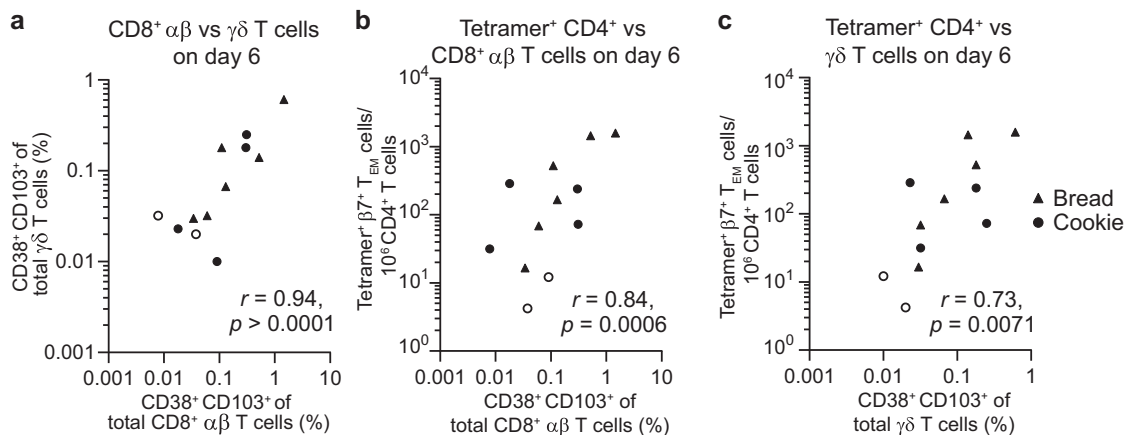 a
CD8⁺ αβ vs γδ T cells
on day 6
CD38⁺ CD103⁺ of
total γδ T cells (%)
1
0.1
0.01
0.001
r = 0.94,
p > 0.0001
0.001 0.01 0.1 1 10
CD38⁺ CD103⁺ of
total CD8⁺ αβ T cells (%)
b
Tetramer⁺ CD4⁺ vs
CD8⁺ αβ T cells on day 6
Tetramer⁺ β7⁺ T_EM cells/
10⁶ CD4⁺ T cells
10⁴
10³
10²
10¹
10⁰
r = 0.84,
p = 0.0006
0.001 0.01 0.1 1 10
CD38⁺ CD103⁺ of
total CD8⁺ αβ T cells (%)
c
Tetramer⁺ CD4⁺ vs
γδ T cells on day 6
Tetramer⁺ β7⁺ T_EM cells/
10⁶ CD4⁺ T cells
10⁴
10³
10²
10¹
10⁰
r = 0.73,
p = 0.0071
0.001 0.01 0.1 1
CD38⁺ CD103⁺ of
total γδ T cells (%)
Bread
Cookie